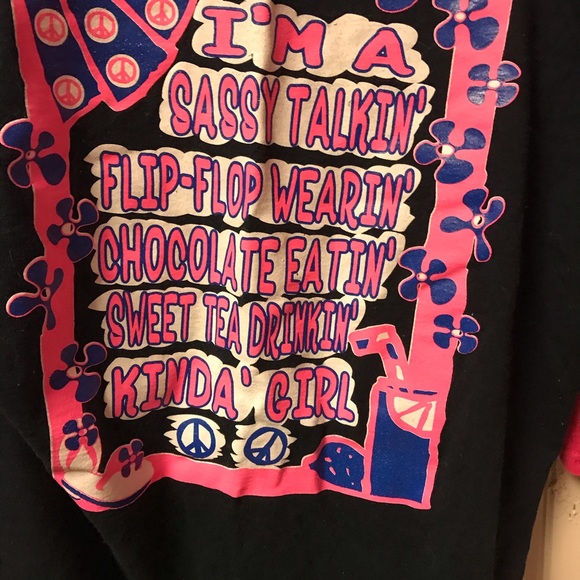 I'M A
SASSY TALKIN'
FLIP-FLOP WEARIN'
CHOCOLATE EATIN'
SWEET TEA DRINKIN'
KINDA' GIRL